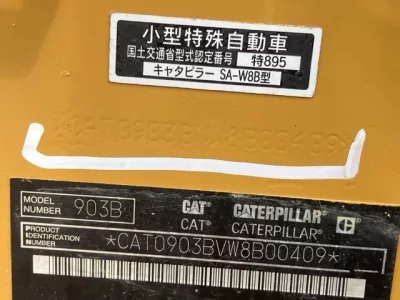 小型特殊自動車
国土交通省型式認定番号 特895
キャタピラー SA-W8B型
MODEL NUMBER 903B
CAT CATERPILLAR
CAT CATERPILLAR
PRODUCT IDENTIFICATION NUMBER
*CAT0903BVW8B00409*